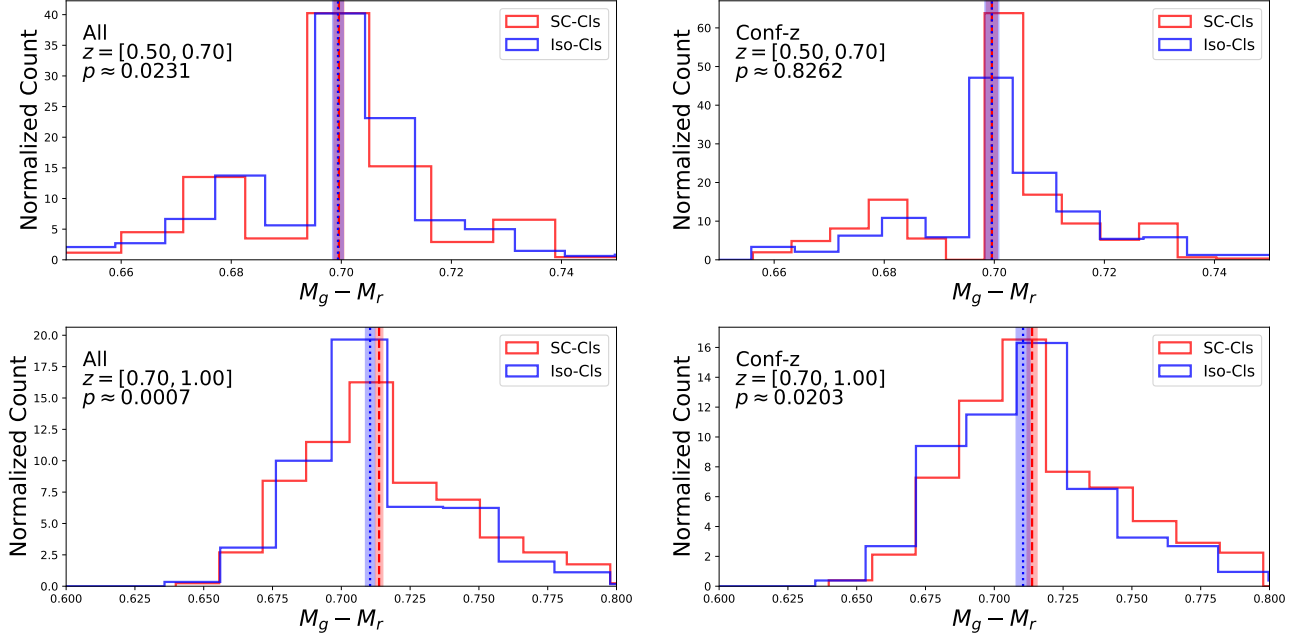 All
z = [0.50, 0.70]
p ≈ 0.0231
SC-Cls
Iso-Cls
Normalized Count
40
35
30
25
20
15
10
5
0
0.66
0.68
0.70
0.72
0.74
M_g − M_r
Conf-z
z = [0.50, 0.70]
p ≈ 0.8262
SC-Cls
Iso-Cls
Normalized Count
60
50
40
30
20
10
0
0.66
0.68
0.70
0.72
0.74
M_g − M_r
All
z = [0.70, 1.00]
p ≈ 0.0007
SC-Cls
Iso-Cls
Normalized Count
20.0
17.5
15.0
12.5
10.0
7.5
5.0
2.5
0.0
0.600
0.625
0.650
0.675
0.700
0.725
0.750
0.775
0.800
M_g − M_r
Conf-z
z = [0.70, 1.00]
p ≈ 0.0203
SC-Cls
Iso-Cls
Normalized Count
16
14
12
10
8
6
4
2
0
0.600
0.625
0.650
0.675
0.700
0.725
0.750
0.775
0.800
M_g − M_r